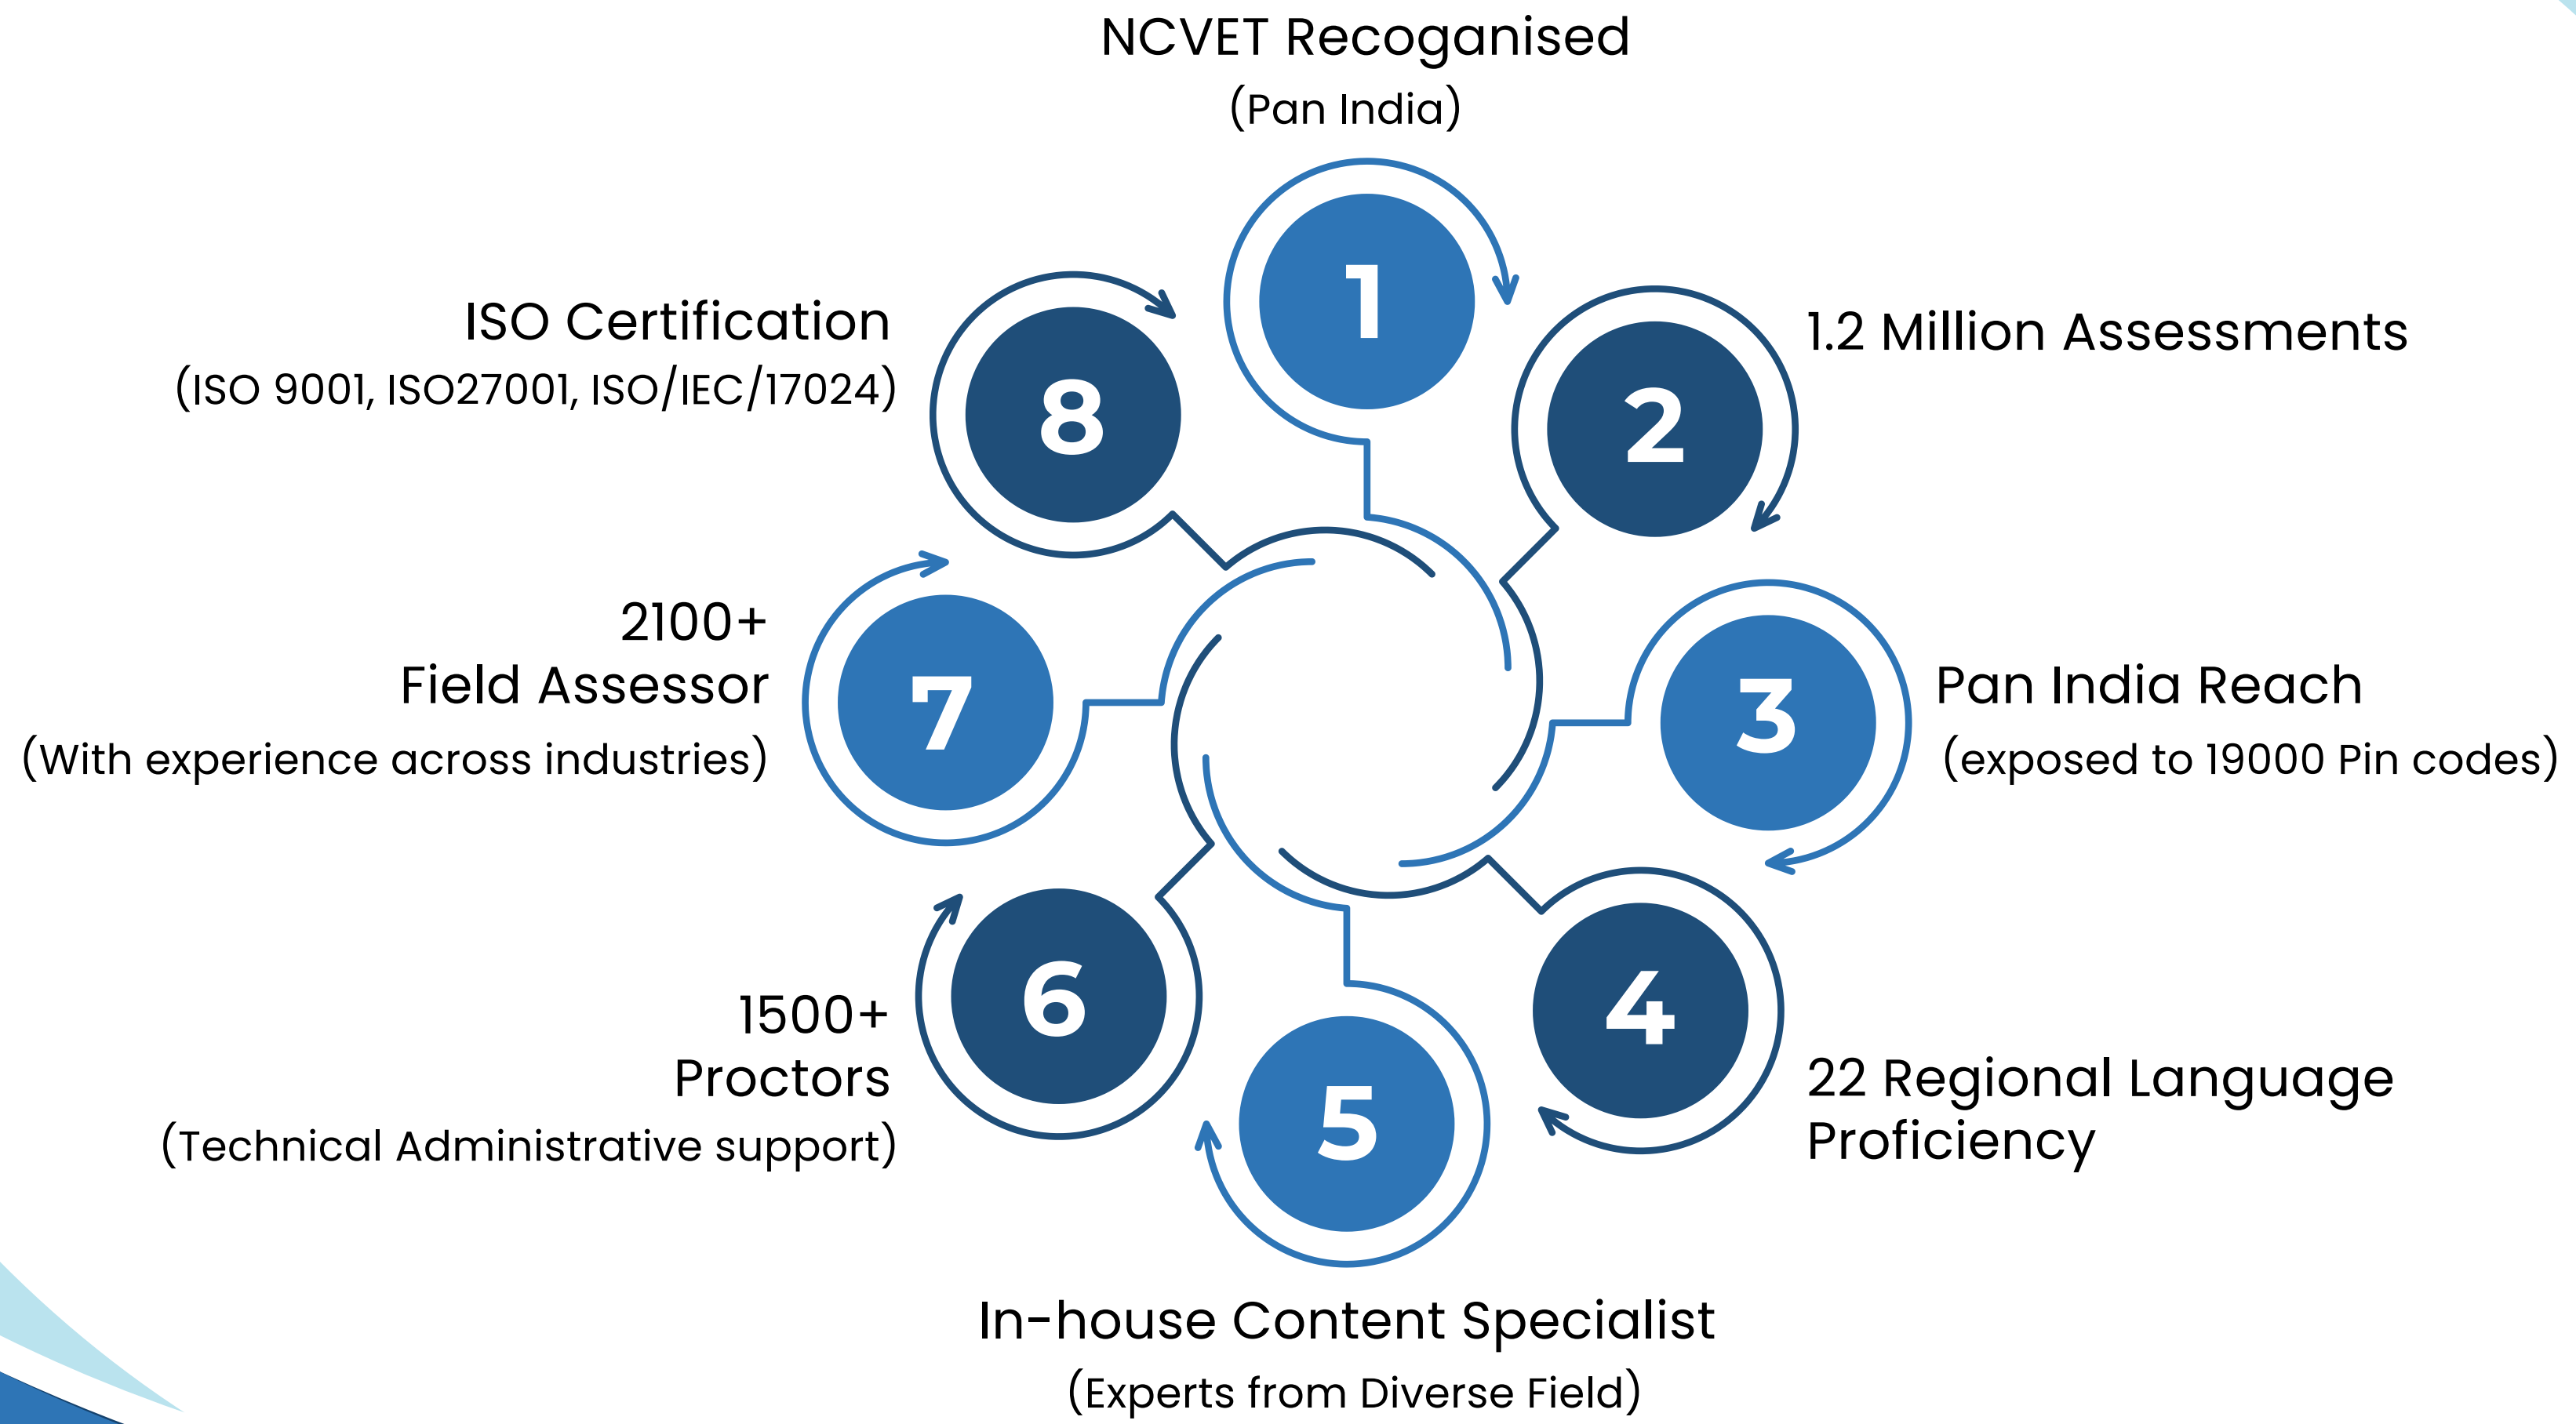 NCVET Recoganised
(Pan India)
1
2
1.2 Million Assessments
3
Pan India Reach
(exposed to 19000 Pin codes)
4
22 Regional Language
Proficiency
5
In-house Content Specialist
(Experts from Diverse Field)
6
1500+
Proctors
(Technical Administrative support)
7
2100+
Field Assessor
(With experience across industries)
8
ISO Certification
(ISO 9001, ISO27001, ISO/IEC/17024)